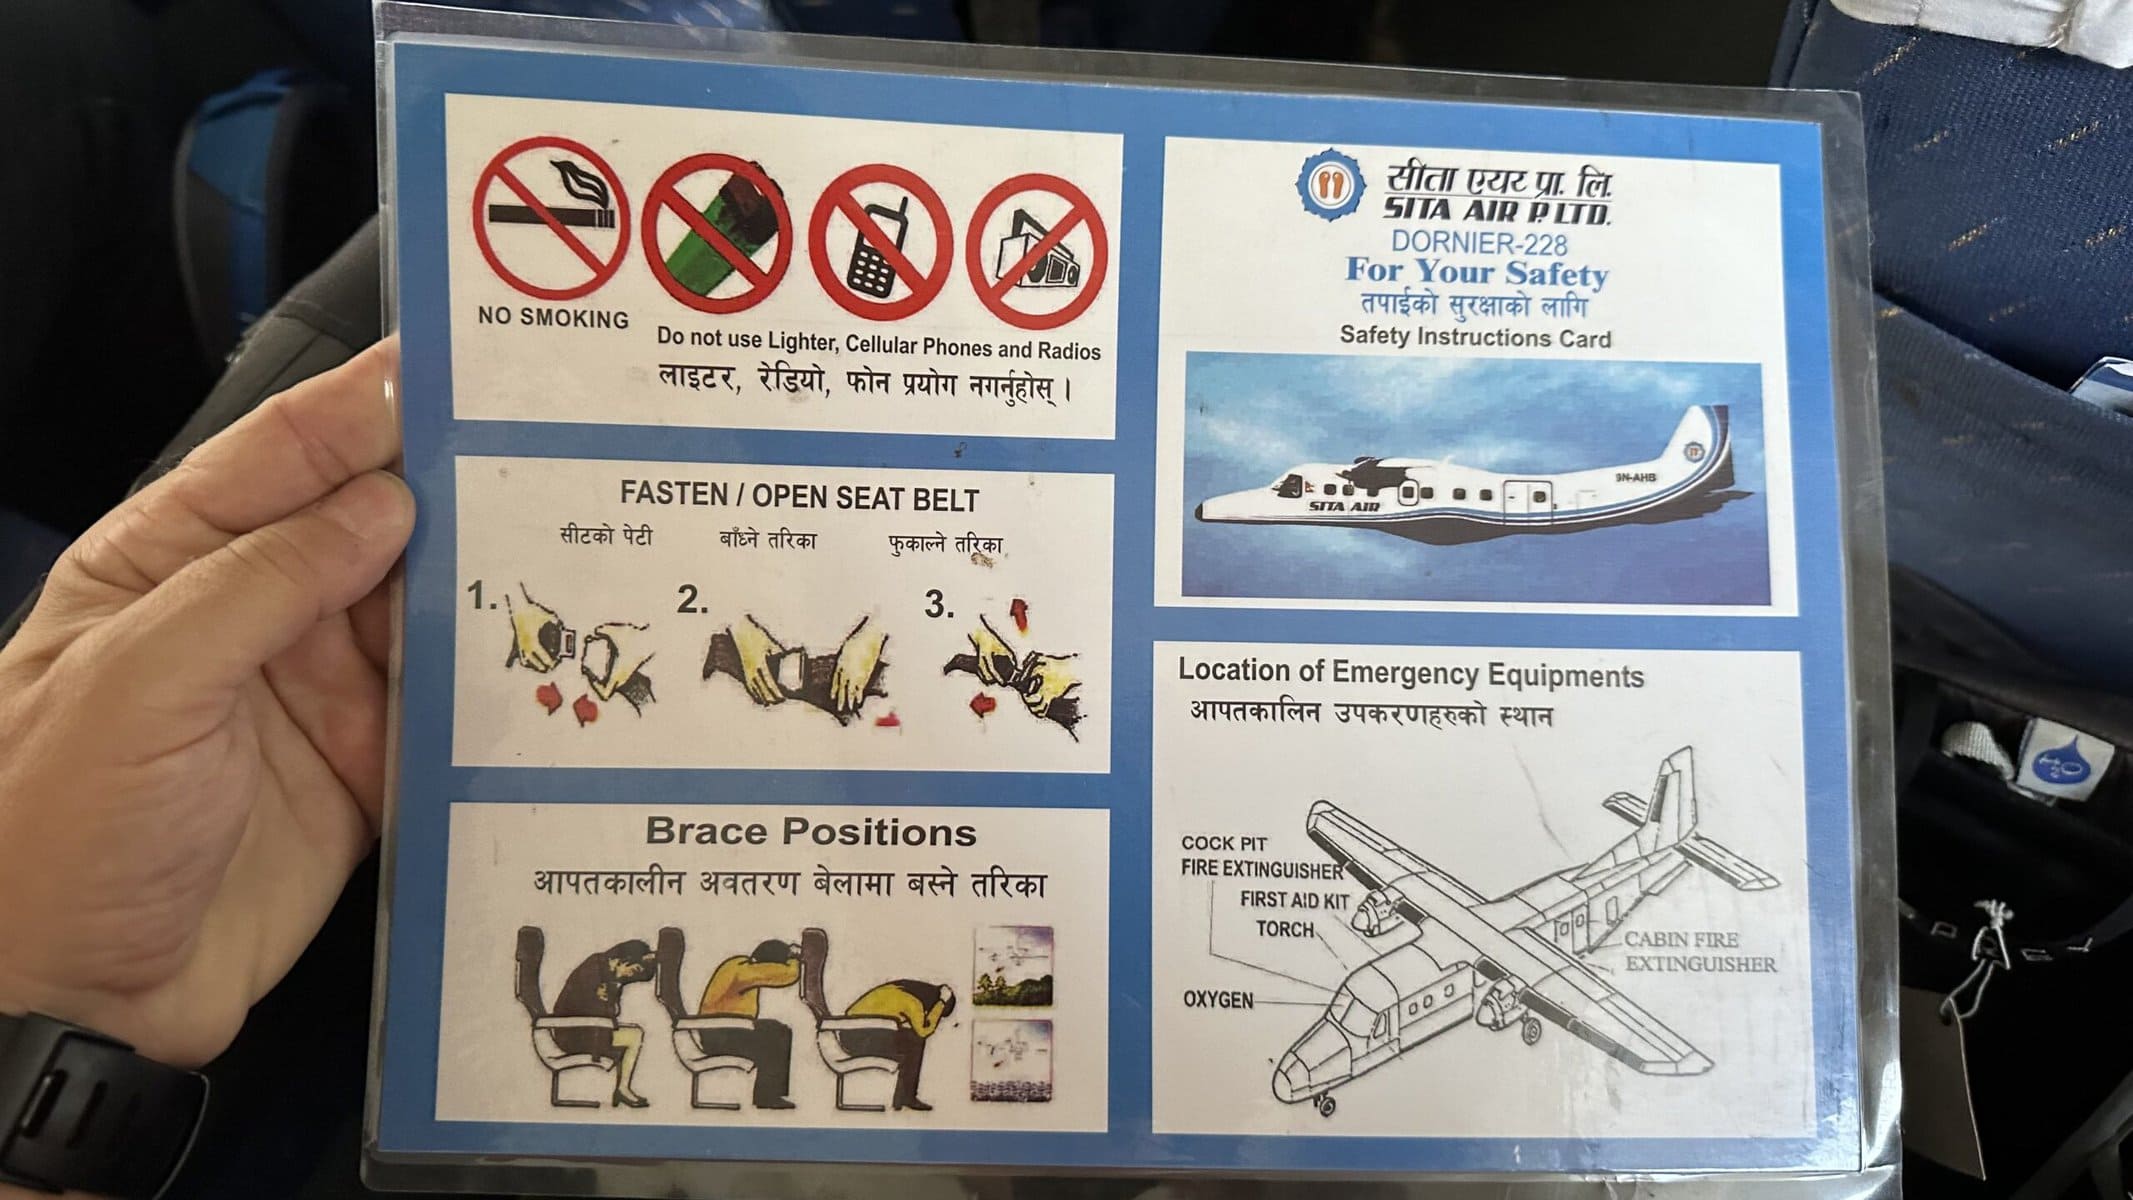 NO SMOKING
Do not use Lighter, Cellular Phones and Radios
लाइटर, रेडियो, फोन प्रयोग नगर्नुहोस् ।
FASTEN / OPEN SEAT BELT
सीटको पेटी बाँध्ने तरिका फुकाल्ने तरिका
1. 2. 3.
Brace Positions
आपतकालीन अवतरण बेलामा बस्ने तरिका
सीता एयर प्रा. लि.
SITA AIR P. LTD.
DORNIER-228
For Your Safety
तपाईको सुरक्षाको लागि
Safety Instructions Card
SITA AIR
9N-AHB
Location of Emergency Equipments
आपतकालिन उपकरणहरुको स्थान
COCK PIT
FIRE EXTINGUISHER
FIRST AID KIT
TORCH
OXYGEN
CABIN FIRE
EXTINGUISHER
H2O